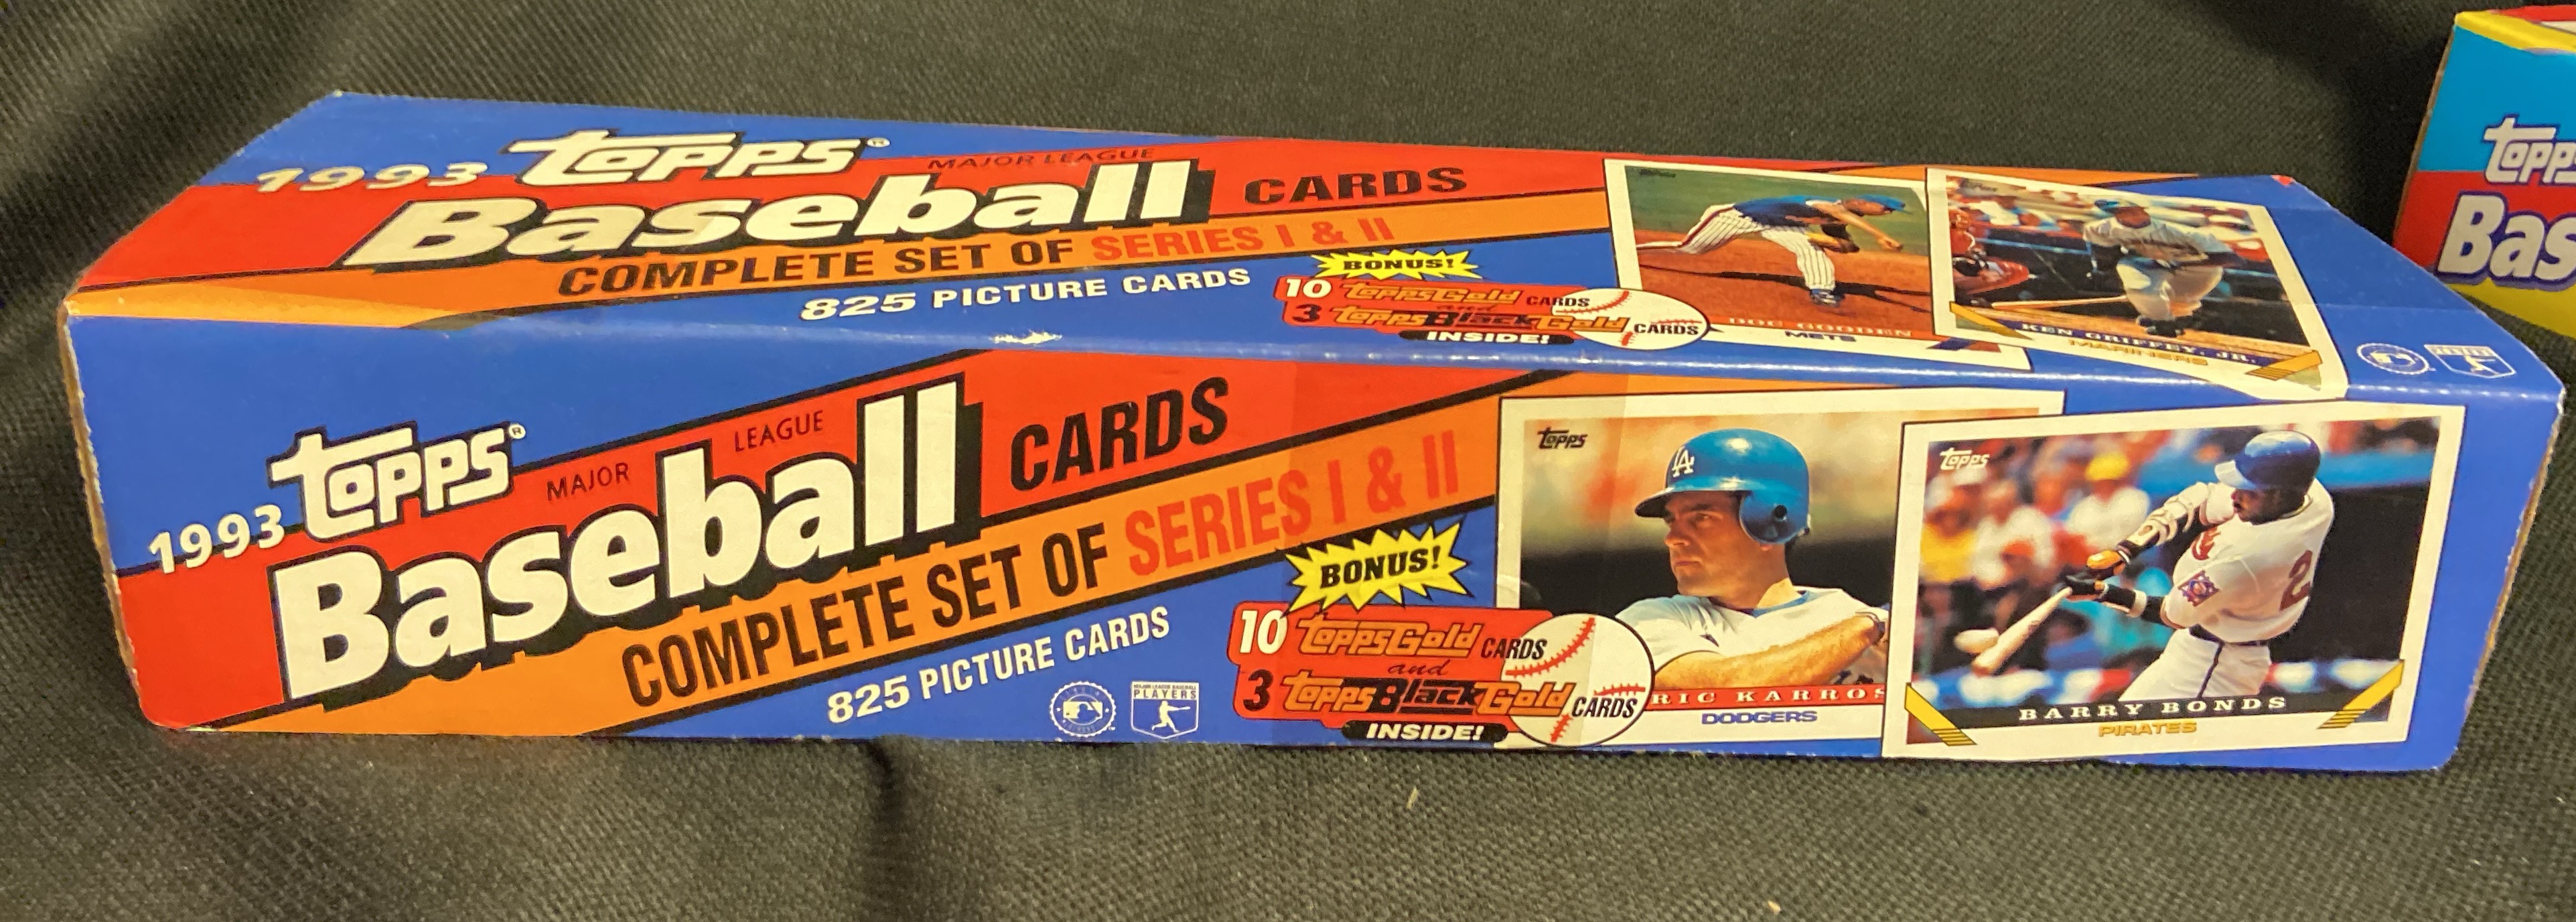 1993 Topps®
MAJOR LEAGUE
Baseball CARDS
COMPLETE SET OF SERIES I & II
825 PICTURE CARDS
BONUS!
10 Topps Gold CARDS
3 Topps Black Gold CARDS
INSIDE!
DOC GOODEN
METS
KEN GRIFFEY, JR.
MARINERS
1993 Topps®
MAJOR LEAGUE
Baseball CARDS
COMPLETE SET OF SERIES I & II
825 PICTURE CARDS
PLAYERS
BONUS!
10 Topps Gold CARDS
and
3 Topps Black Gold CARDS
INSIDE!
Topps
LA
RIC KARROS
DODGERS
Topps
2
BARRY BONDS
PIRATES
Topps
Bas